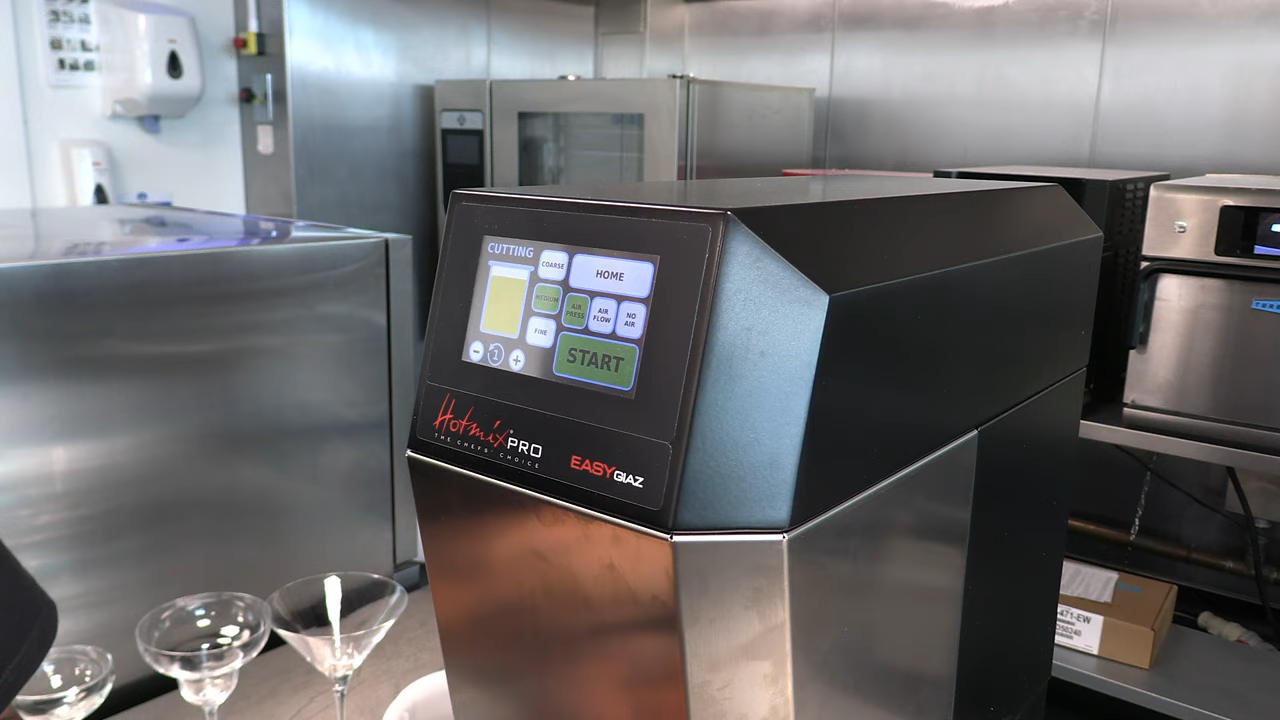 CUTTING
COARSE
HOME
MEDIUM
AIR PRESS
AIR FLOW
NO AIR
FINE
START
− 1 +
Hotmix® PRO
THE CHEFS' CHOICE
EASYGIAZ
-471-EW